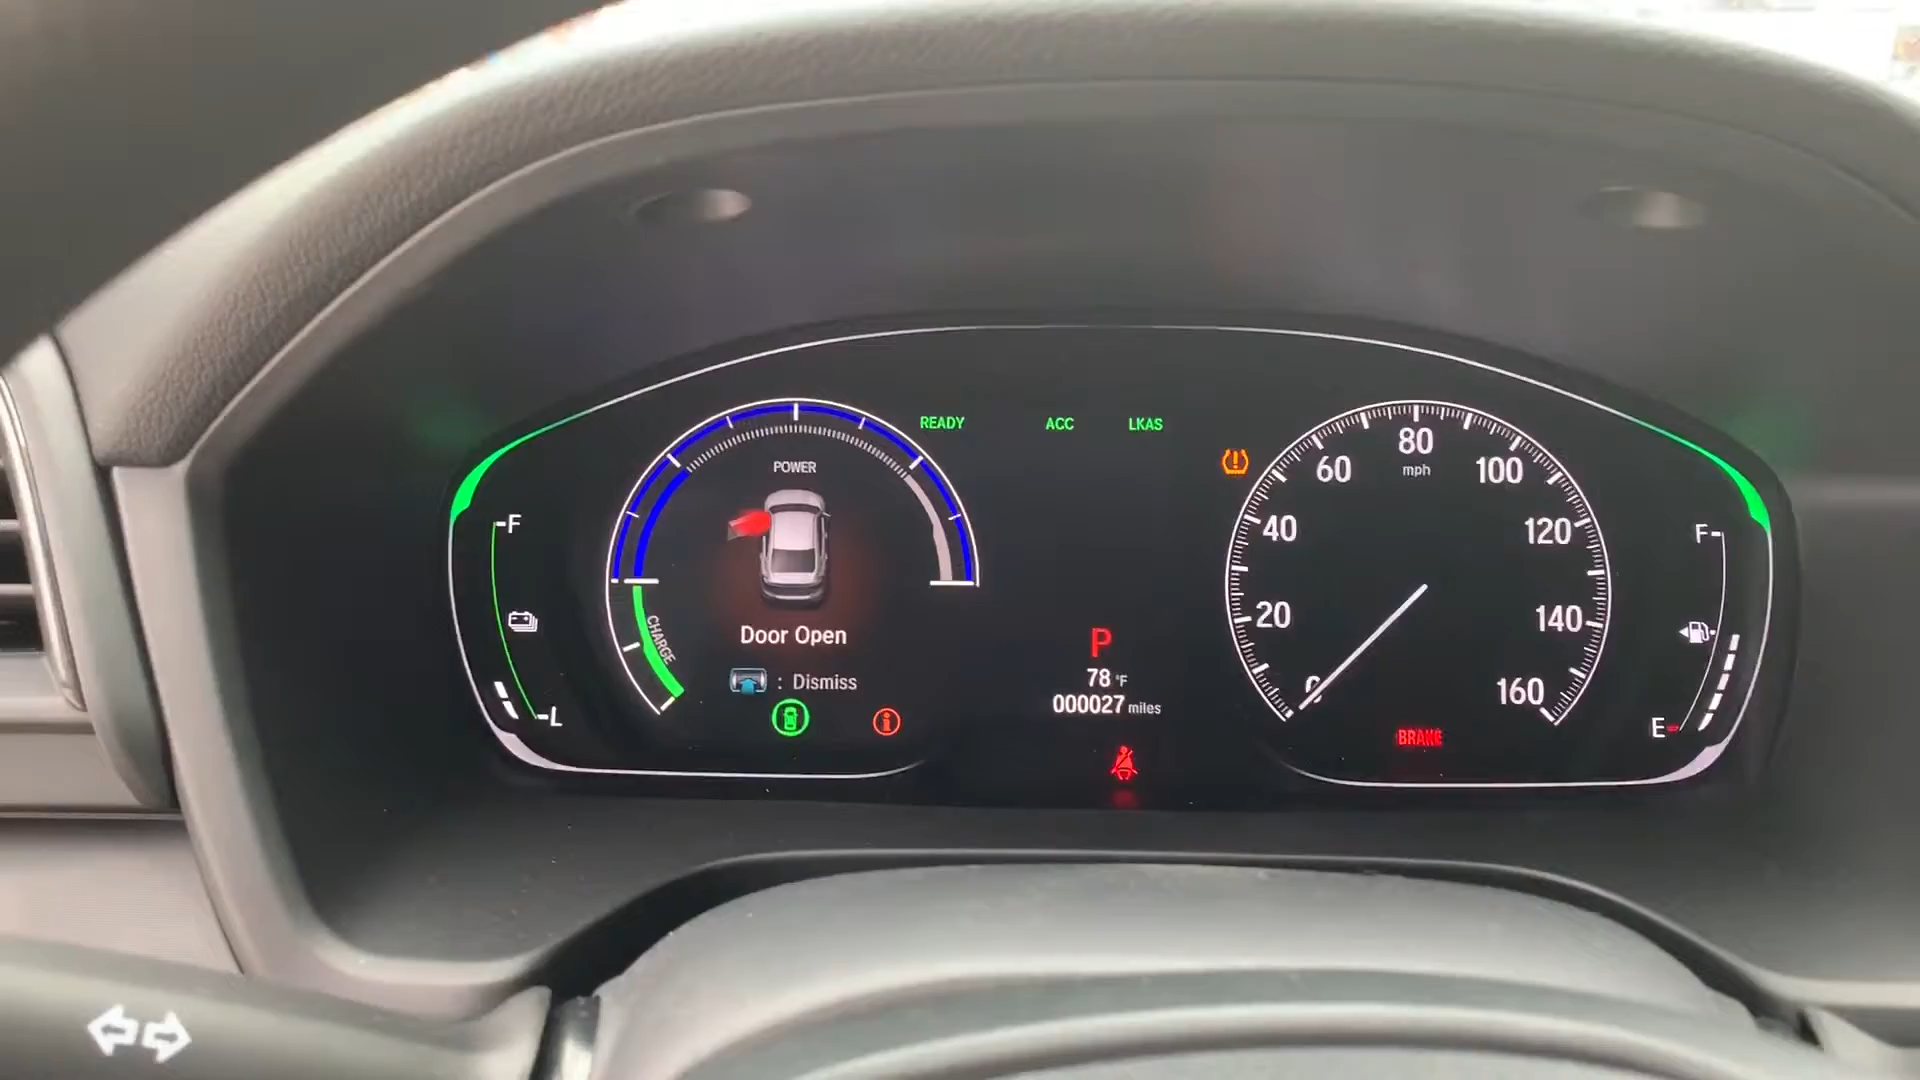 READY ACC LKAS
POWER
CHARGE
Door Open
: Dismiss
F
L
P
78 °F
000027 miles
0
20
40
60
80
mph
100
120
140
160
BRAKE
F
E